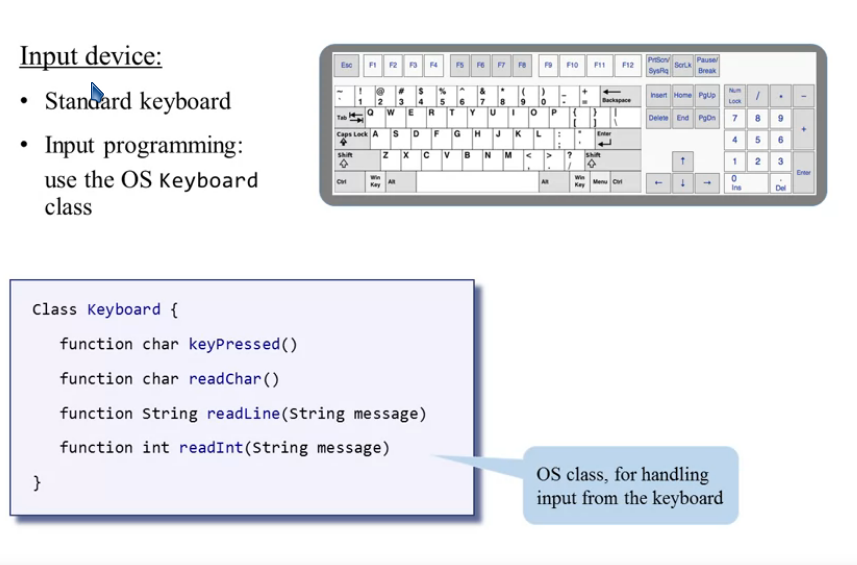 Input device:
• Standard keyboard
• Input programming:
use the OS Keyboard
class
Esc F1 F2 F3 F4 F5 F6 F7 F8 F9 F10 F11 F12 PrtScn/ SysRq ScrLk Pause/ Break
~ ` ! 1 @ 2 # 3 $ 4 % 5 ^ 6 & 7 * 8 ( 9 ) 0 _ - + = Backspace Insert Home PgUp Num Lock / * −
Tab Q W E R T Y U I O P { [ } ] | \ Delete End PgDn 7 8 9 +
Caps Lock A S D F G H J K L : ; " ' Enter 4 5 6
Shift Z X C V B N M < , > . ? / Shift ↑ 1 2 3 Enter
Ctrl Win Key Alt Alt Win Key Menu Ctrl ← ↓ → 0 Ins . Del
Class Keyboard {
function char keyPressed()
function char readChar()
function String readLine(String message)
function int readInt(String message)
}
OS class, for handling
input from the keyboard